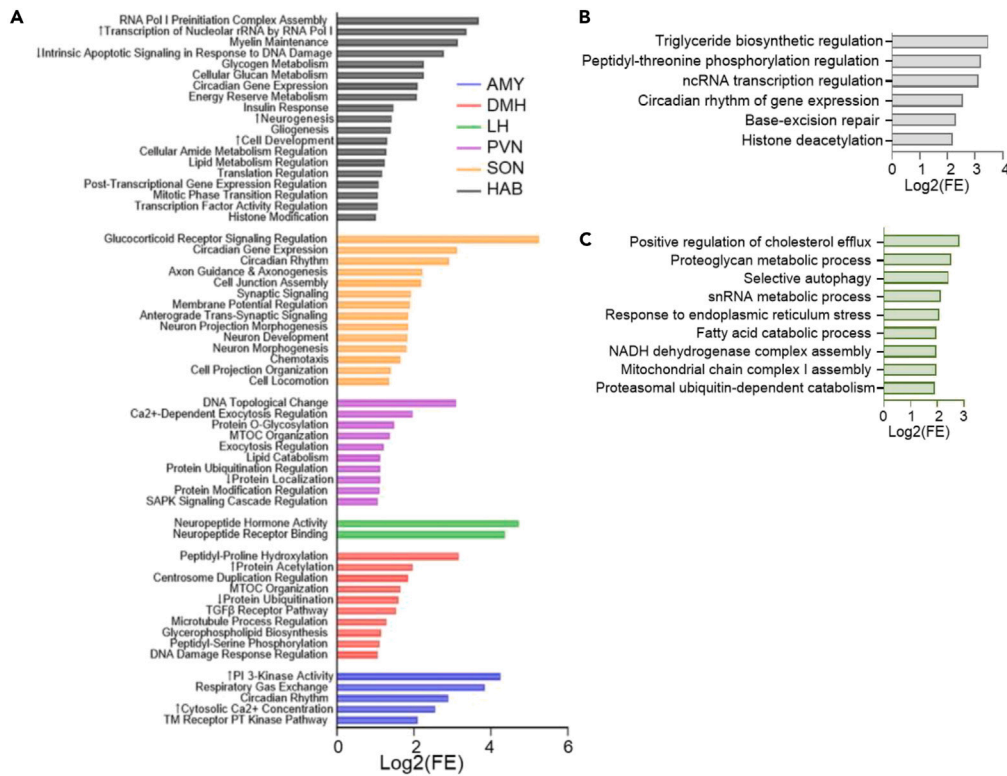 A
RNA Pol I Preinitiation Complex Assembly
↑Transcription of Nucleolar rRNA by RNA Pol I
Myelin Maintenance
↓Intrinsic Apoptotic Signaling in Response to DNA Damage
Glycogen Metabolism
Cellular Glucan Metabolism
Circadian Gene Expression
Energy Reserve Metabolism
Insulin Response
↑Neurogenesis
Gliogenesis
↑Cell Development
Cellular Amide Metabolism Regulation
Lipid Metabolism Regulation
Translation Regulation
Post-Transcriptional Gene Expression Regulation
Mitotic Phase Transition Regulation
Transcription Factor Activity Regulation
Histone Modification
Glucocorticoid Receptor Signaling Regulation
Circadian Gene Expression
Circadian Rhythm
Axon Guidance & Axonogenesis
Cell Junction Assembly
Synaptic Signaling
Membrane Potential Regulation
Anterograde Trans-Synaptic Signaling
Neuron Projection Morphogenesis
Neuron Development
Neuron Morphogenesis
Chemotaxis
Cell Projection Organization
Cell Locomotion
DNA Topological Change
Ca2+-Dependent Exocytosis Regulation
Protein O-Glycosylation
MTOC Organization
Exocytosis Regulation
Lipid Catabolism
Protein Ubiquitination Regulation
↓Protein Localization
Protein Modification Regulation
SAPK Signaling Cascade Regulation
Neuropeptide Hormone Activity
Neuropeptide Receptor Binding
Peptidyl-Proline Hydroxylation
↑Protein Acetylation
Centrosome Duplication Regulation
MTOC Organization
↓Protein Ubiquitination
TGFβ Receptor Pathway
Microtubule Process Regulation
Glycerophospholipid Biosynthesis
Peptidyl-Serine Phosphorylation
DNA Damage Response Regulation
↑PI 3-Kinase Activity
Respiratory Gas Exchange
Circadian Rhythm
↑Cytosolic Ca2+ Concentration
TM Receptor PT Kinase Pathway
0 2 4 6
Log2(FE)
AMY
DMH
LH
PVN
SON
HAB
B
Triglyceride biosynthetic regulation
Peptidyl-threonine phosphorylation regulation
ncRNA transcription regulation
Circadian rhythm of gene expression
Base-excision repair
Histone deacetylation
0 1 2 3 4
Log2(FE)
C
Positive regulation of cholesterol efflux
Proteoglycan metabolic process
Selective autophagy
snRNA metabolic process
Response to endoplasmic reticulum stress
Fatty acid catabolic process
NADH dehydrogenase complex assembly
Mitochondrial chain complex I assembly
Proteasomal ubiquitin-dependent catabolism
0 1 2 3
Log2(FE)